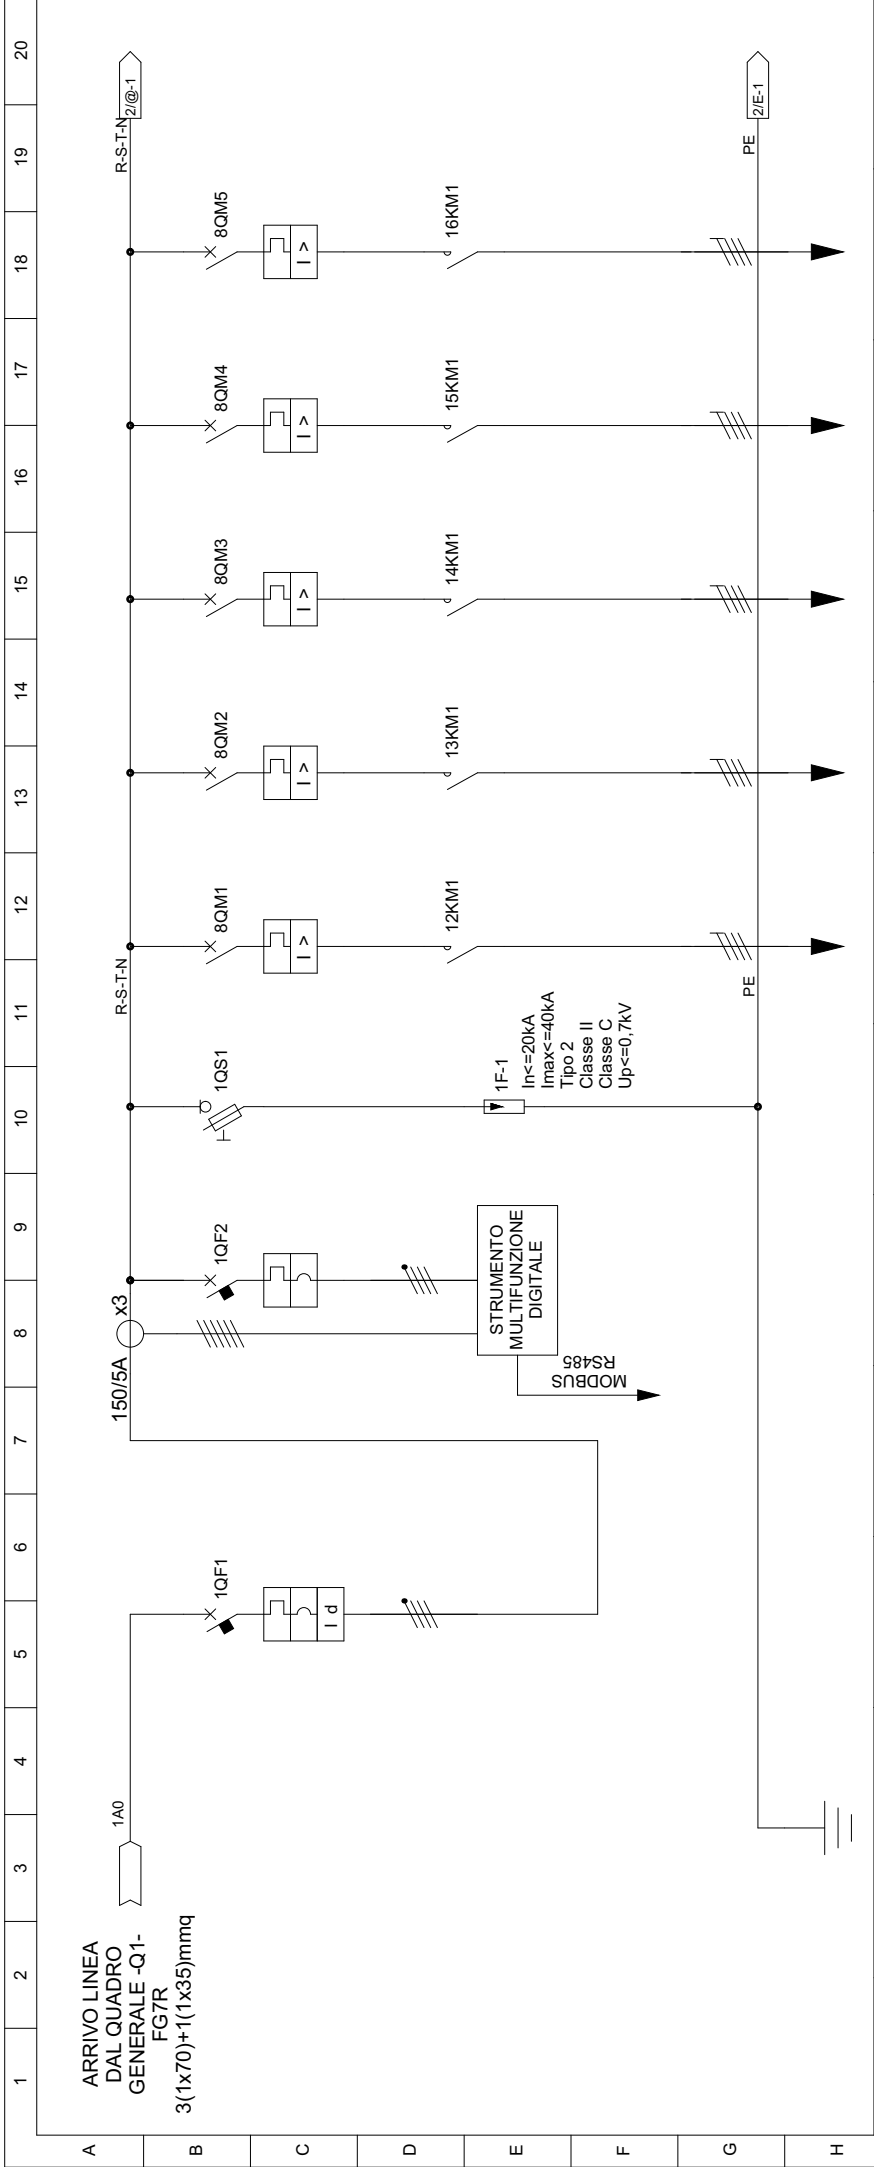 1 2 3 4 5 6 7 8 9 10 11 12 13 14 15 16 17 18 19 20
A
B
C
D
E
F
G
H
ARRIVO LINEA
DAL QUADRO
GENERALE -Q1-
FG7R
3(1x70)+1(1x35)mmq
1A0
1QF1
I d
150/5A
x3
1QF2
STRUMENTO
MULTIFUNZIONE
DIGITALE
MODBUS
RS485
1QS1
1F-1
In<=20kA
Imax<=40kA
Tipo 2
Classe II
Classe C
Up<=0,7kV
R-S-T-N
PE
8QM1
I >
12KM1
8QM2
I >
13KM1
8QM3
I >
14KM1
8QM4
I >
15KM1
8QM5
I >
16KM1
R-S-T-N
2/@-1
PE
2/E-1